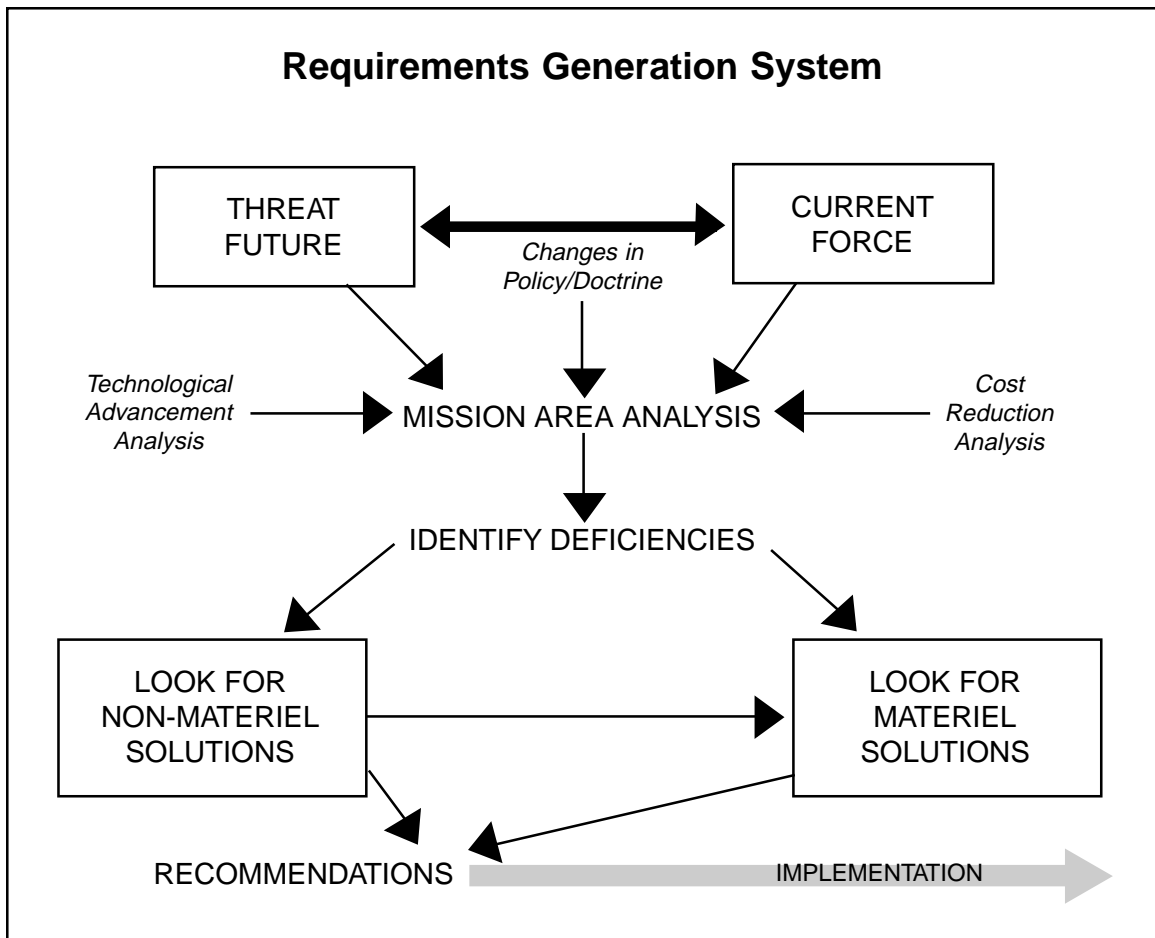 Requirements Generation System
THREAT
FUTURE
CURRENT
FORCE
Changes in
Policy/Doctrine
Technological
Advancement
Analysis
MISSION AREA ANALYSIS
Cost
Reduction
Analysis
IDENTIFY DEFICIENCIES
LOOK FOR
NON-MATERIEL
SOLUTIONS
LOOK FOR
MATERIEL
SOLUTIONS
RECOMMENDATIONS
IMPLEMENTATION